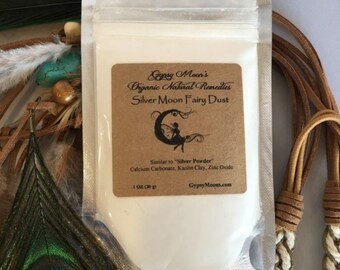 Gypsy Moon's
Organic Natural Remedies
Silver Moon Fairy Dust
Similar to "Silver Powder"
Calcium Carbonate, Kaolin Clay, Zinc Oxide
1 OZ. (30 g)
GypsyMoons.com